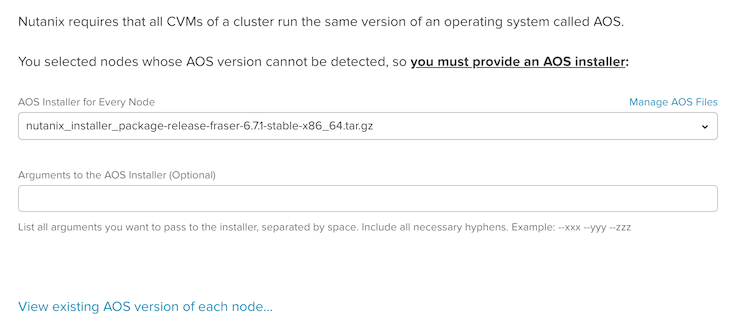 Nutanix requires that all CVMs of a cluster run the same version of an operating system called AOS.
You selected nodes whose AOS version cannot be detected, so you must provide an AOS installer:
AOS Installer for Every Node
Manage AOS Files
nutanix_installer_package-release-fraser-6.7.1-stable-x86_64.tar.gz
Arguments to the AOS Installer (Optional)
List all arguments you want to pass to the installer, separated by space. Include all necessary hyphens. Example: --xxx --yyy --zzz
View existing AOS version of each node...